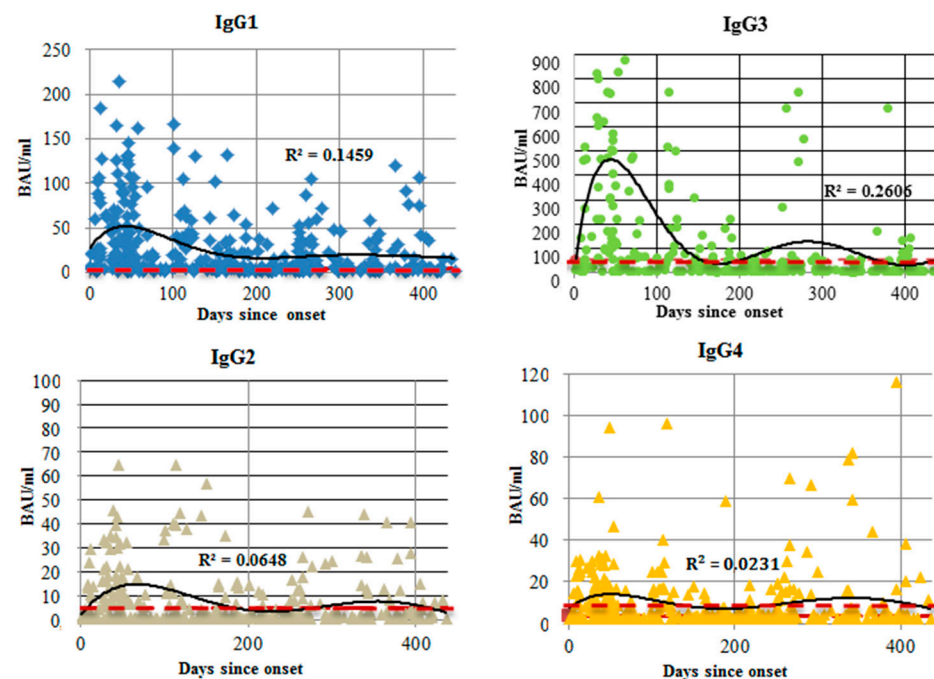 IgG1
250
200
150
100
50
0
BAU/ml
R² = 0.1459
0 100 200 300 400
Days since onset
IgG3
900
800
700
600
500
400
300
200
100
0
BAU/ml
R² = 0.2606
0 100 200 300 400
Days since onset
IgG2
100
90
80
70
60
50
40
30
20
10
0
BAU/ml
R² = 0.0648
0 200 400
Days since onset
IgG4
120
100
80
60
40
20
0
BAU/ml
R² = 0.0231
0 200 400
Days since onset